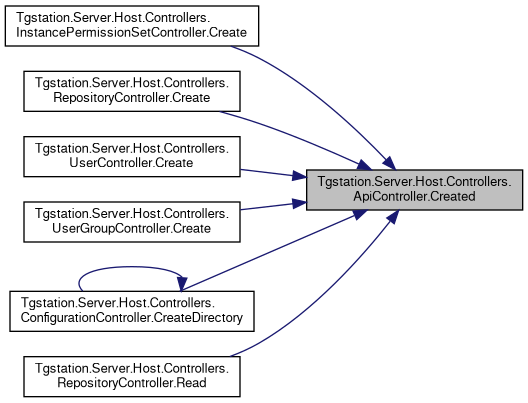 Tgstation.Server.Host.Controllers.
InstancePermissionSetController.Create
Tgstation.Server.Host.Controllers.
RepositoryController.Create
Tgstation.Server.Host.Controllers.
UserController.Create
Tgstation.Server.Host.Controllers.
ApiController.Created
Tgstation.Server.Host.Controllers.
UserGroupController.Create
Tgstation.Server.Host.Controllers.
ConfigurationController.CreateDirectory
Tgstation.Server.Host.Controllers.
RepositoryController.Read